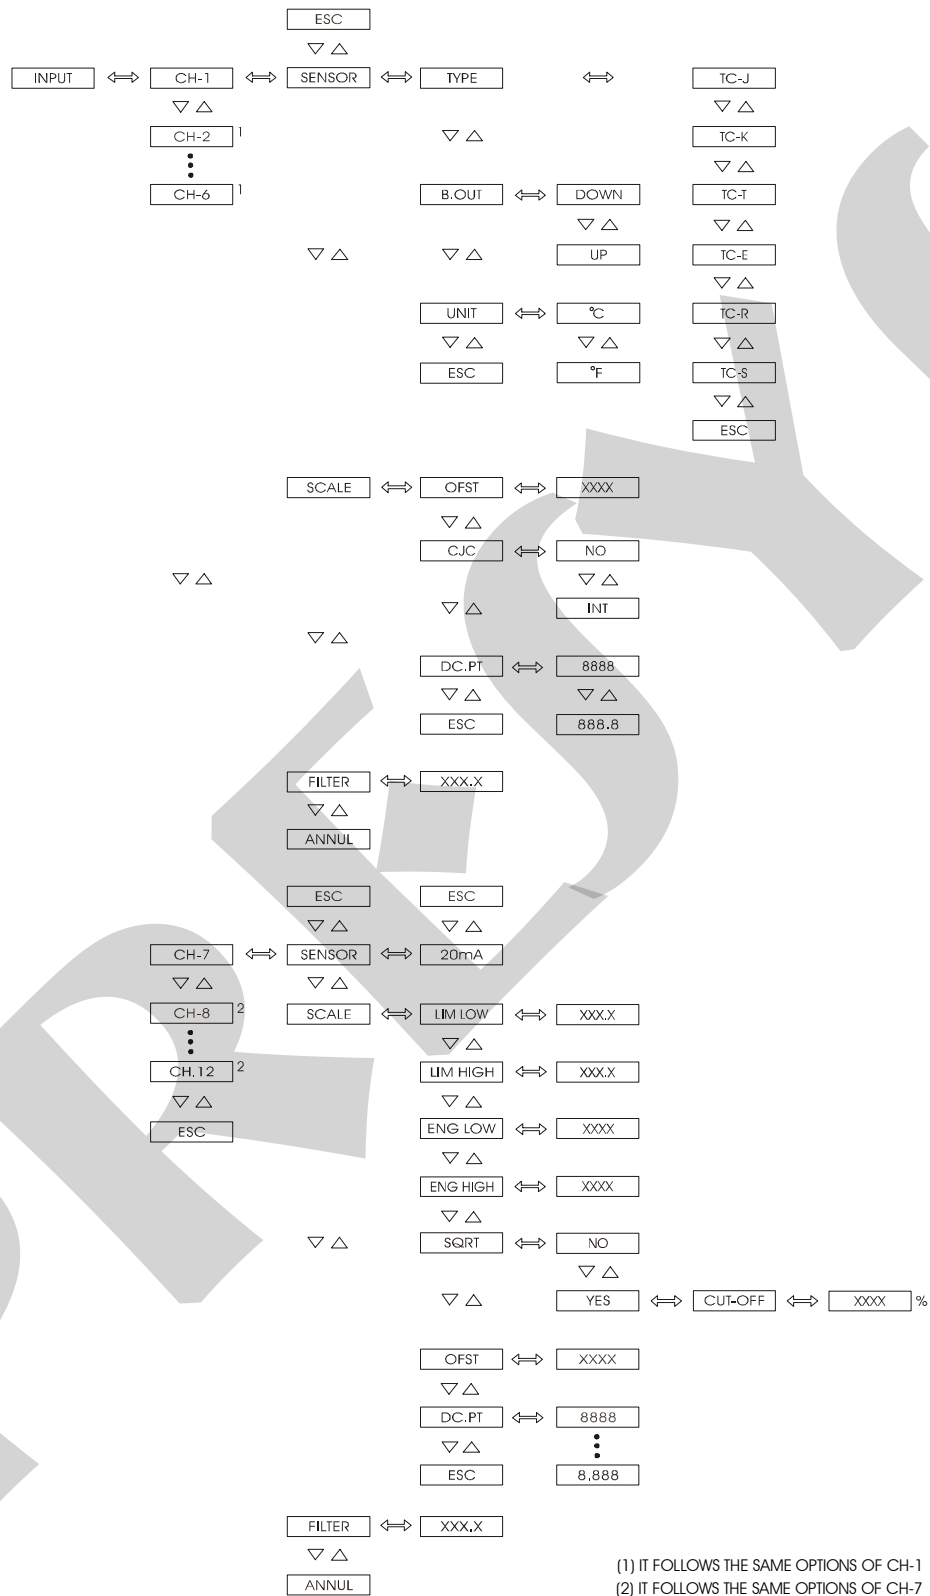 ESC
INPUT CH-1 SENSOR TYPE TC-J
CH-2 1 TC-K
CH-6 1 B.OUT DOWN TC-T
UP TC-E
UNIT °C TC-R
ESC °F TC-S
ESC
SCALE OFST XXXX
CJC NO
INT
DC.PT 8888
ESC 888.8
FILTER XXX.X
ANNUL
ESC ESC
CH-7 SENSOR 20mA
CH-8 2 SCALE LIM LOW XXX.X
CH.12 2 LIM HIGH XXX.X
ESC ENG LOW XXXX
ENG HIGH XXXX
SQRT NO
YES CUT-OFF XXXX %
OFST XXXX
DC.PT 8888
ESC 8.888
FILTER XXX.X
ANNUL
(1) IT FOLLOWS THE SAME OPTIONS OF CH-1
(2) IT FOLLOWS THE SAME OPTIONS OF CH-7
PRESYS